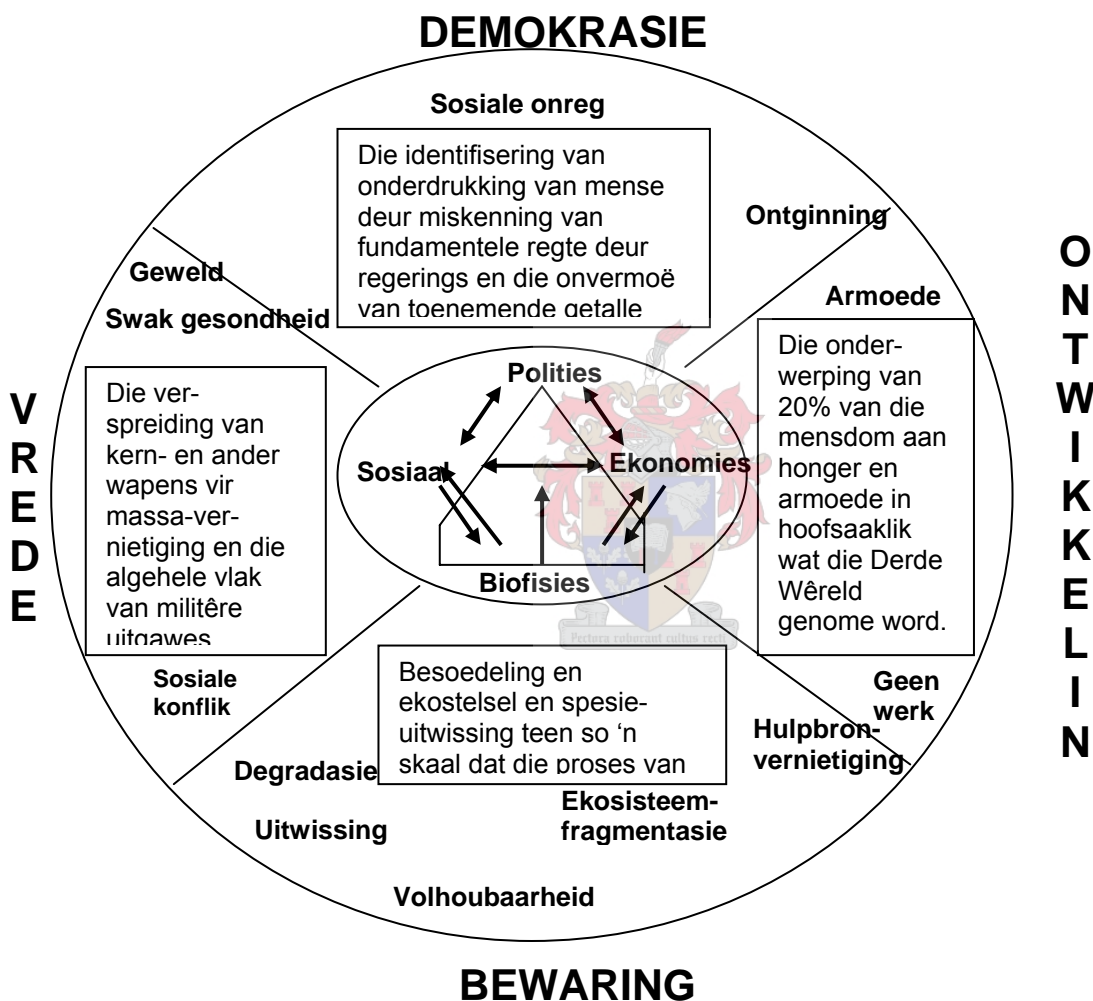 DEMOKRASIE
Sosiale onreg
Die identifisering van
onderdrukking van mense
deur miskenning van
fundamentele regte deur
regerings en die onvermoë
van toenemende getalle
Ontginning
Geweld
Swak gesondheid
Armoede
Die ver-
spreiding van
kern- en ander
wapens vir
massa-ver-
nietiging en die
algehele vlak
van militêre
uitgawes
Polities
Sosiaal
Ekonomies
Biofisies
Pectora roborant cultus recti
Die onder-
werping van
20% van die
mensdom aan
honger en
armoede in
hoofsaaklik
wat die Derde
Wêreld
genome word.
V
R
E
D
E
O
N
T
W
I
K
K
E
L
I
N
Sosiale
konflik
Besoedeling en
ekostelsel en spesie-
uitwissing teen so ‘n
skaal dat die proses van
Geen
werk
Hulpbron-
vernietiging
Degradasie
Ekosisteem-
fragmentasie
Uitwissing
Volhoubaarheid
BEWARING